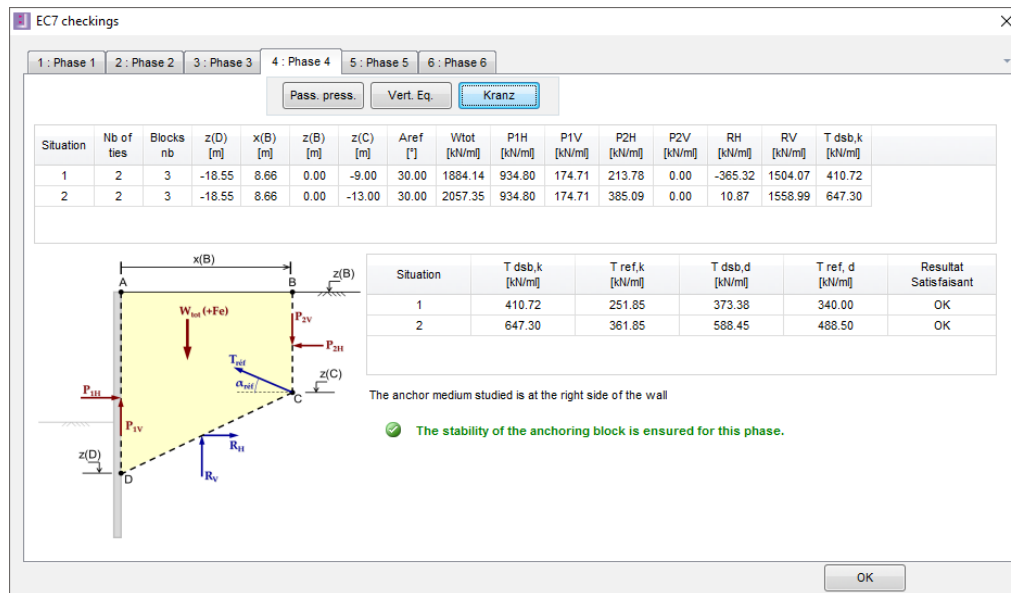 EC7 checkings
1 : Phase 1 2 : Phase 2 3 : Phase 3 4 : Phase 4 5 : Phase 5 6 : Phase 6
Pass. press. Vert. Eq. Kranz
Situation Nb of ties Blocks nb z(D) [m] x(B) [m] z(B) [m] z(C) [m] Aref [°] Wtot [kN/ml] P1H [kN/ml] P1V [kN/ml] P2H [kN/ml] P2V [kN/ml] RH [kN/ml] RV [kN/ml] T dsb,k [kN/ml]
1 2 3 -18.55 8.66 0.00 -9.00 30.00 1884.14 934.80 174.71 213.78 0.00 -365.32 1504.07 410.72
2 2 3 -18.55 8.66 0.00 -13.00 30.00 2057.35 934.80 174.71 385.09 0.00 10.87 1558.99 647.30
x(B)
z(B)
A B
Wtot (+Fe)
P2V
P2H
Tréf
z(C)
αréf
C
P1H
P1V
RH
z(D)
D
RV
Situation T dsb,k [kN/ml] T ref,k [kN/ml] T dsb,d [kN/ml] T ref, d [kN/ml] Resultat Satisfaisant
1 410.72 251.85 373.38 340.00 OK
2 647.30 361.85 588.45 488.50 OK
The anchor medium studied is at the right side of the wall
The stability of the anchoring block is ensured for this phase.
OK